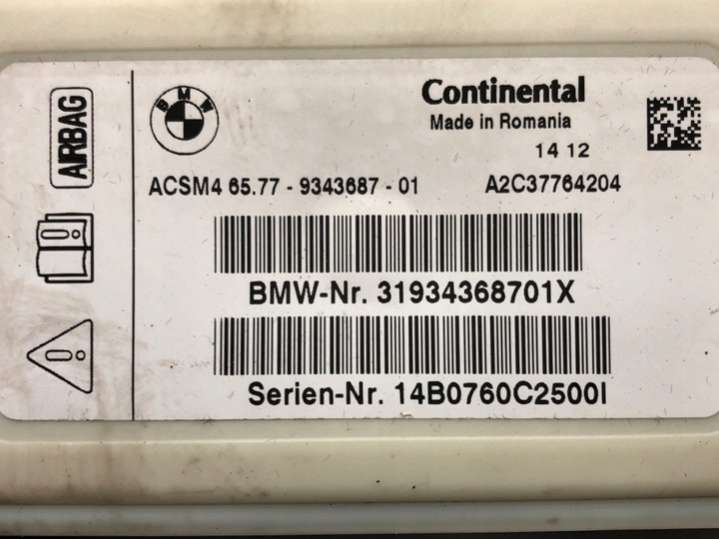 AIRBAG
BMW
Continental
Made in Romania
14 12
ACSM4 65.77 - 9343687 - 01 A2C37764204
BMW-Nr. 31934368701X
Serien-Nr. 14B0760C2500I